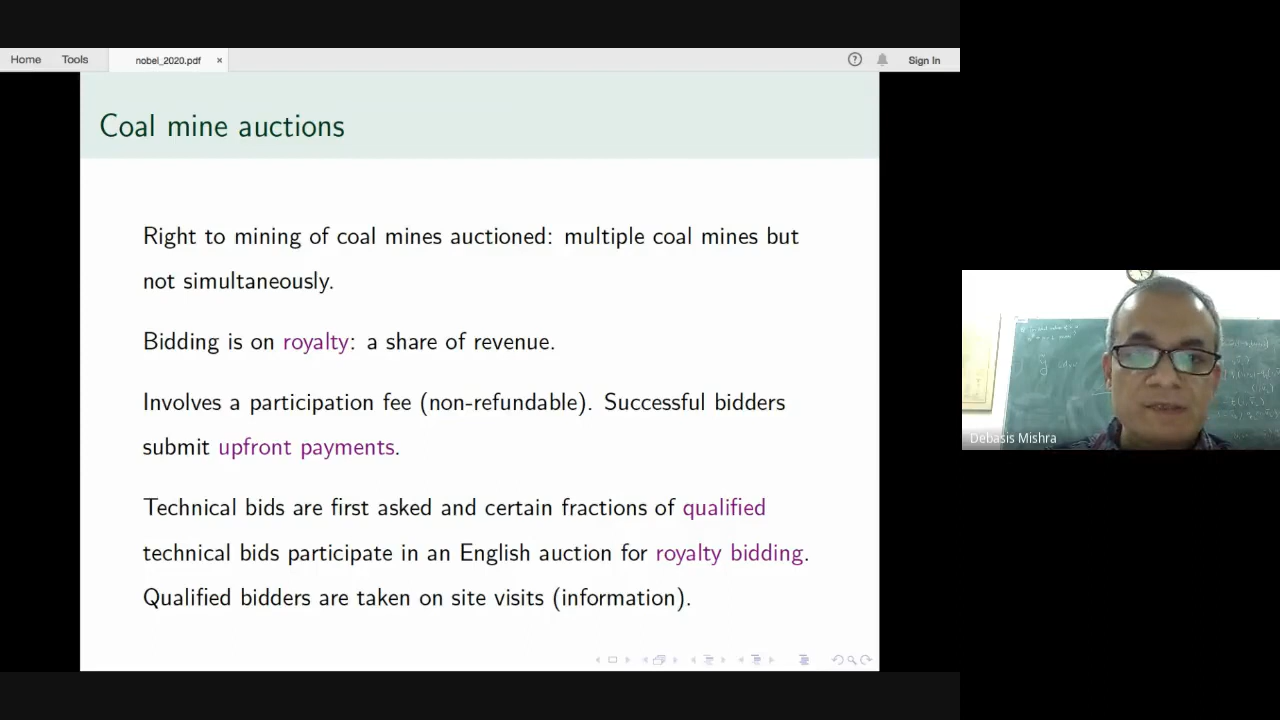 Home Tools nobel_2020.pdf × Sign In
Coal mine auctions
Right to mining of coal mines auctioned: multiple coal mines but
not simultaneously.
Bidding is on royalty: a share of revenue.
Involves a participation fee (non-refundable). Successful bidders
submit upfront payments.
Technical bids are first asked and certain fractions of qualified
technical bids participate in an English auction for royalty bidding.
Qualified bidders are taken on site visits (information).
Debasis Mishra